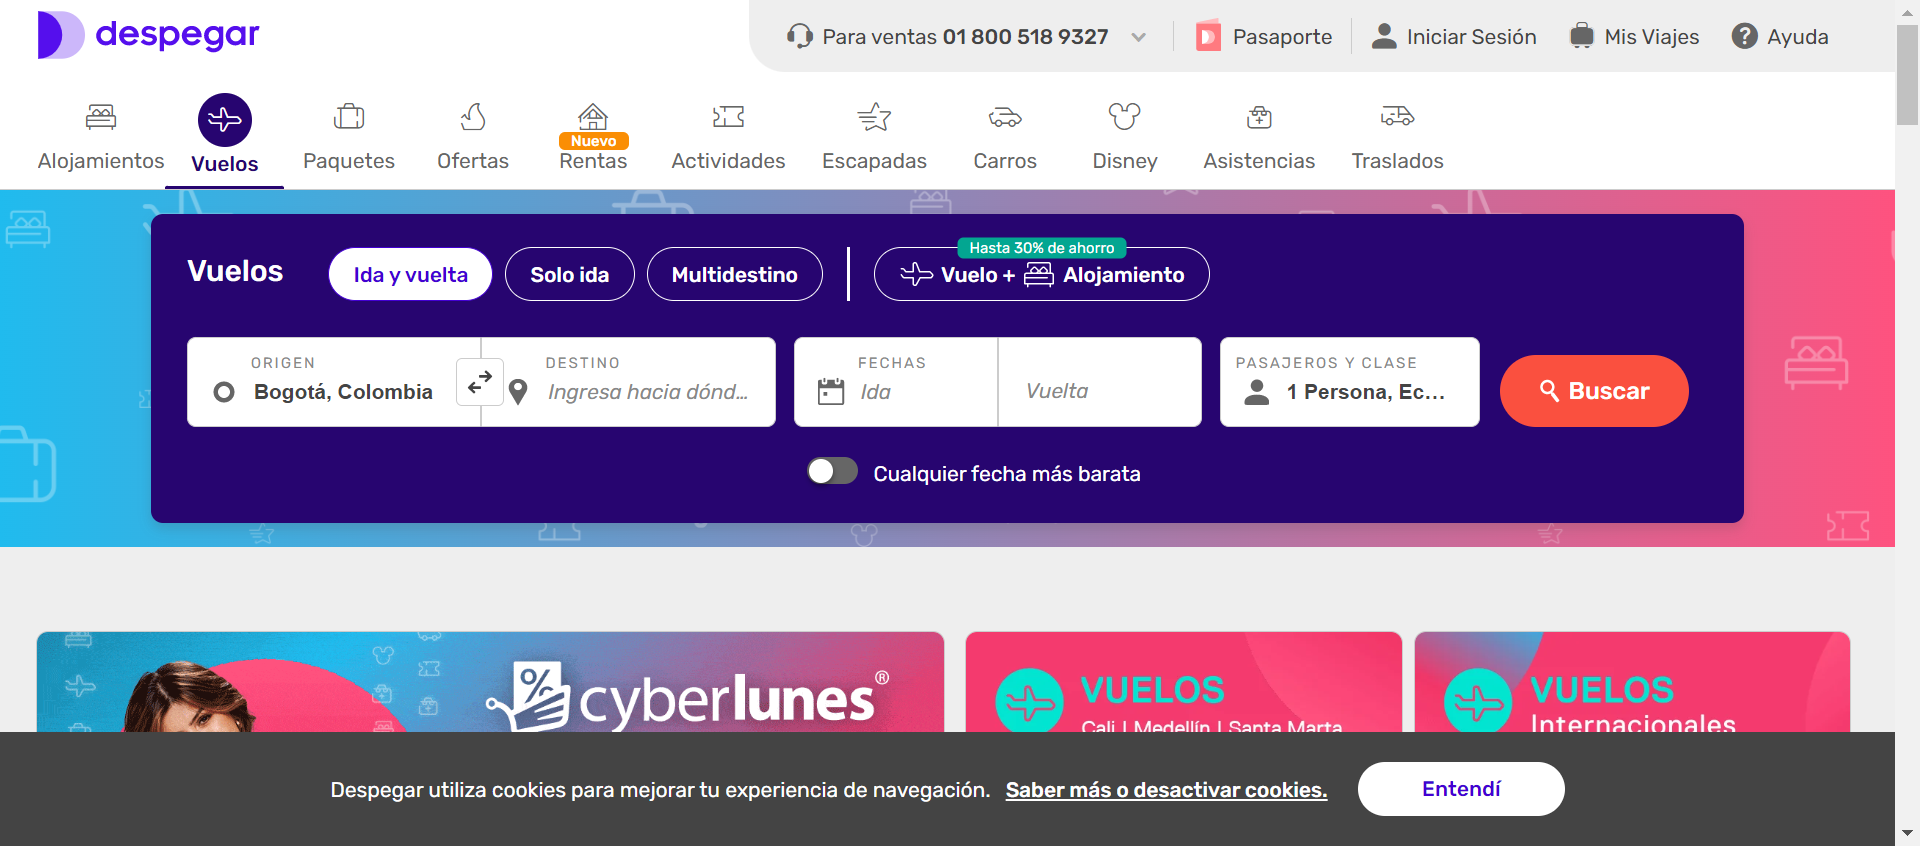 despegar
Para ventas 01 800 518 9327
Pasaporte
Iniciar Sesión
Mis Viajes
Ayuda
Alojamientos
Vuelos
Paquetes
Ofertas
Nuevo
Rentas
Actividades
Escapadas
Carros
Disney
Asistencias
Traslados
Vuelos
Ida y vuelta
Solo ida
Multidestino
Hasta 30% de ahorro
Vuelo + Alojamiento
ORIGEN
Bogotá, Colombia
DESTINO
Ingresa hacia dónd...
FECHAS
Ida
Vuelta
PASAJEROS Y CLASE
1 Persona, Ec...
Buscar
Cualquier fecha más barata
% cyberlunes®
VUELOS
Cali | Medellín | Santa Marta
VUELOS
Internacionales
Despegar utiliza cookies para mejorar tu experiencia de navegación. Saber más o desactivar cookies.
Entendí